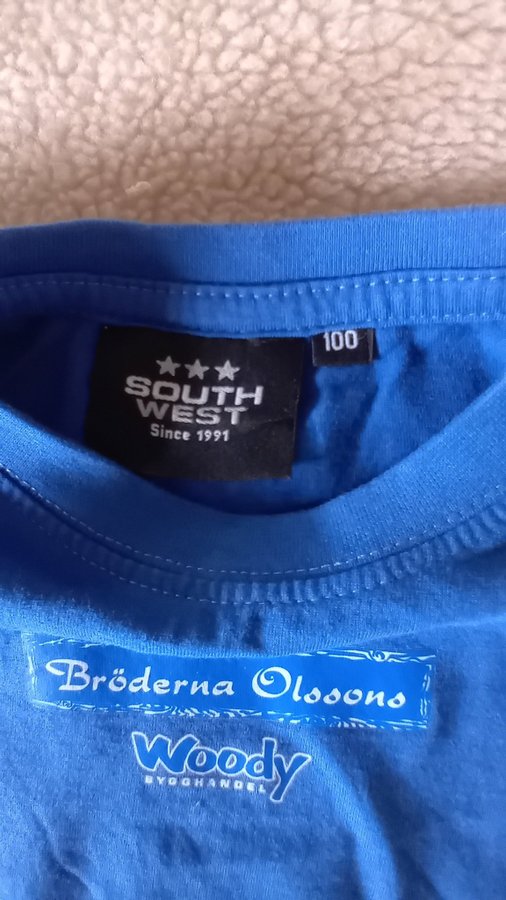 100
SOUTH
WEST
Since 1991
Bröderna Olssons
Woody
BYGGHANDEL